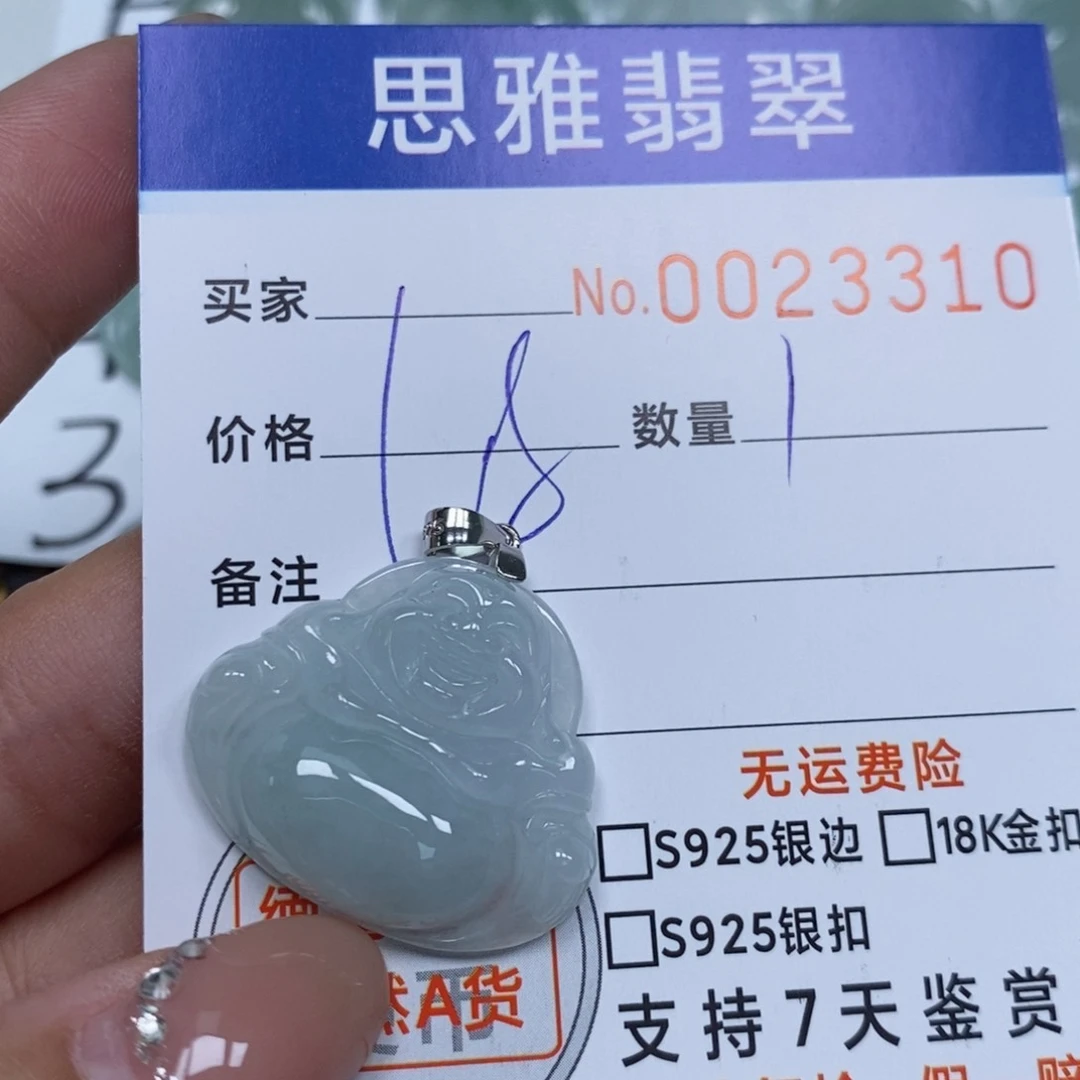 思雅翡翠
买家 No.0023310
价格 数量 1
备注
无运费险
S925银边 18K金扣
S925银扣
然A货
支持7天鉴赏
3